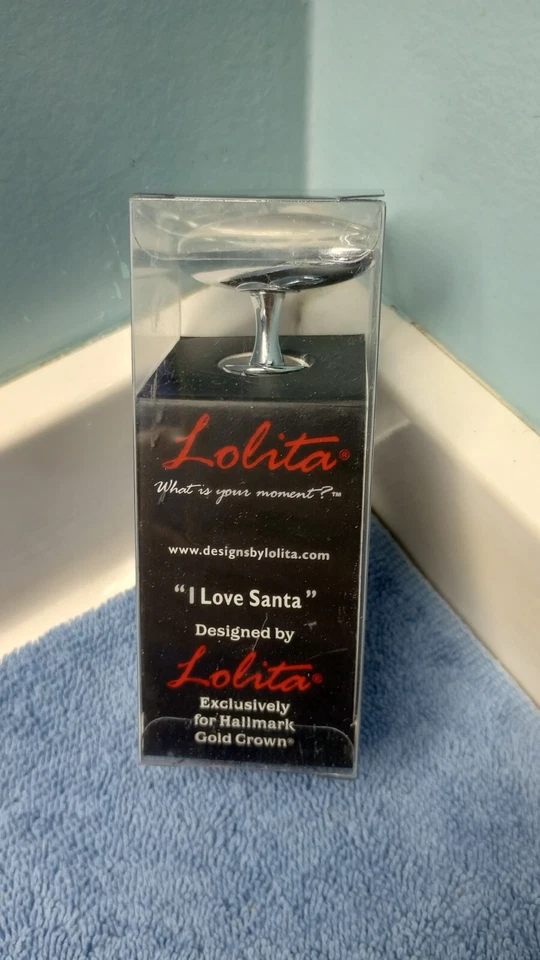 Lolita®
What is your moment?™
www.designsbylolita.com
"I Love Santa"
Designed by
Lolita®
Exclusively
for Hallmark
Gold Crown®